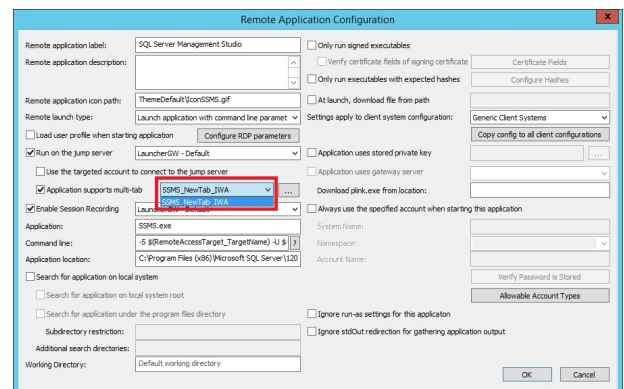 Remote Application Configuration
x
Remote application label:
SQL Server Management Studio
Remote application description:
Remote application icon path:
ThemeDefault\IconSSMS.gif
Remote launch type:
Launch application with command line paramet
Load user profile when starting application
Configure RDP parameters
Run on the jump server
LauncherGW - Default
Use the targeted account to connect to the jump server
Application supports multi-tab
SSMS_NewTab_IWA
...
SSMS_NewTab_IWA
Enable Session Recording
LauncherGW - Default
Application:
SSMS.exe
Command line:
-S $(RemoteAccessTarget_TargetName) -U $(
?
Application location:
C:\Program Files (x86)\Microsoft SQL Server\120
Search for application on local system
Search for application on local system root
Search for application under the program files directory
Subdirectory restriction:
Additional search directories:
Working Directory:
Default working directory
Only run signed executables
Verify certificate fields of signing certificate
Certificate Fields
Only run executables with expected hashes
Configure Hashes
At launch, download file from path
Settings apply to client system configuration:
Generic Client Systems
Copy config to all client configurations
Application uses stored private key
...
Application uses gateway server
Download plink.exe from location:
Always use the specified account when starting this application
System Name:
Namespace:
Account Name:
Verify Password is Stored
Allowable Account Types
Ignore run-as settings for this applicaton
Ignore stdOut redirection for gathering application output
OK
Cancel